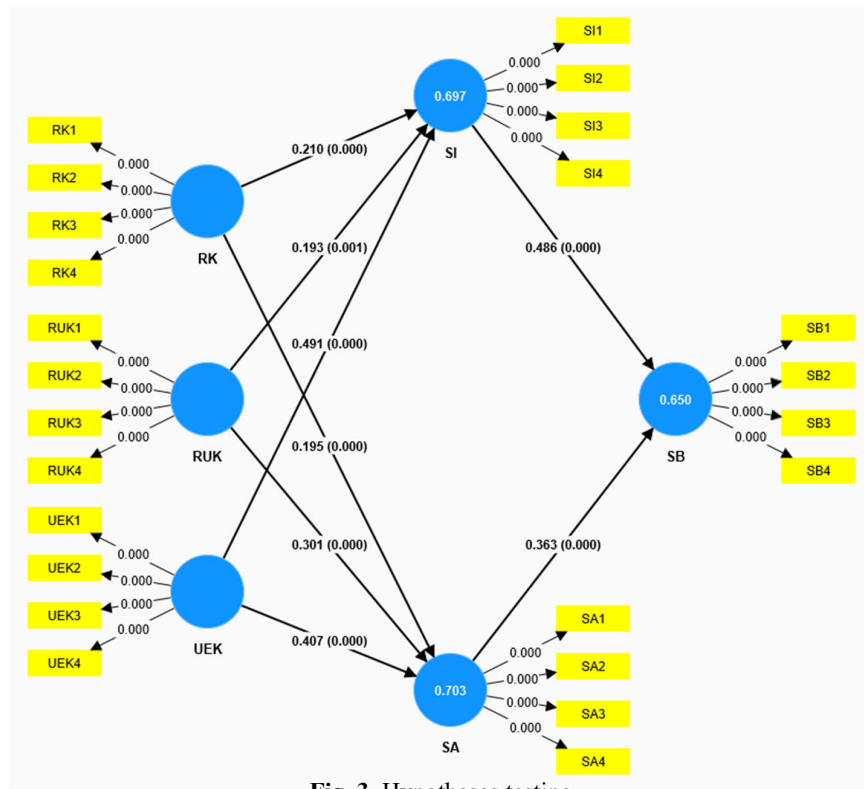 SI1
SI2
SI3
SI4
0.000
0.000
0.000
0.000
0.697
SI
RK1
RK2
RK3
RK4
0.000
0.000
0.000
0.000
RK
0.210 (0.000)
0.193 (0.001)
0.491 (0.000)
0.195 (0.000)
0.301 (0.000)
0.407 (0.000)
RUK1
RUK2
RUK3
RUK4
0.000
0.000
0.000
0.000
RUK
UEK1
UEK2
UEK3
UEK4
0.000
0.000
0.000
0.000
UEK
0.486 (0.000)
0.363 (0.000)
0.650
SB
0.000
0.000
0.000
0.000
SB1
SB2
SB3
SB4
0.703
SA
0.000
0.000
0.000
0.000
SA1
SA2
SA3
SA4
Fig. 3. Hypotheses testing